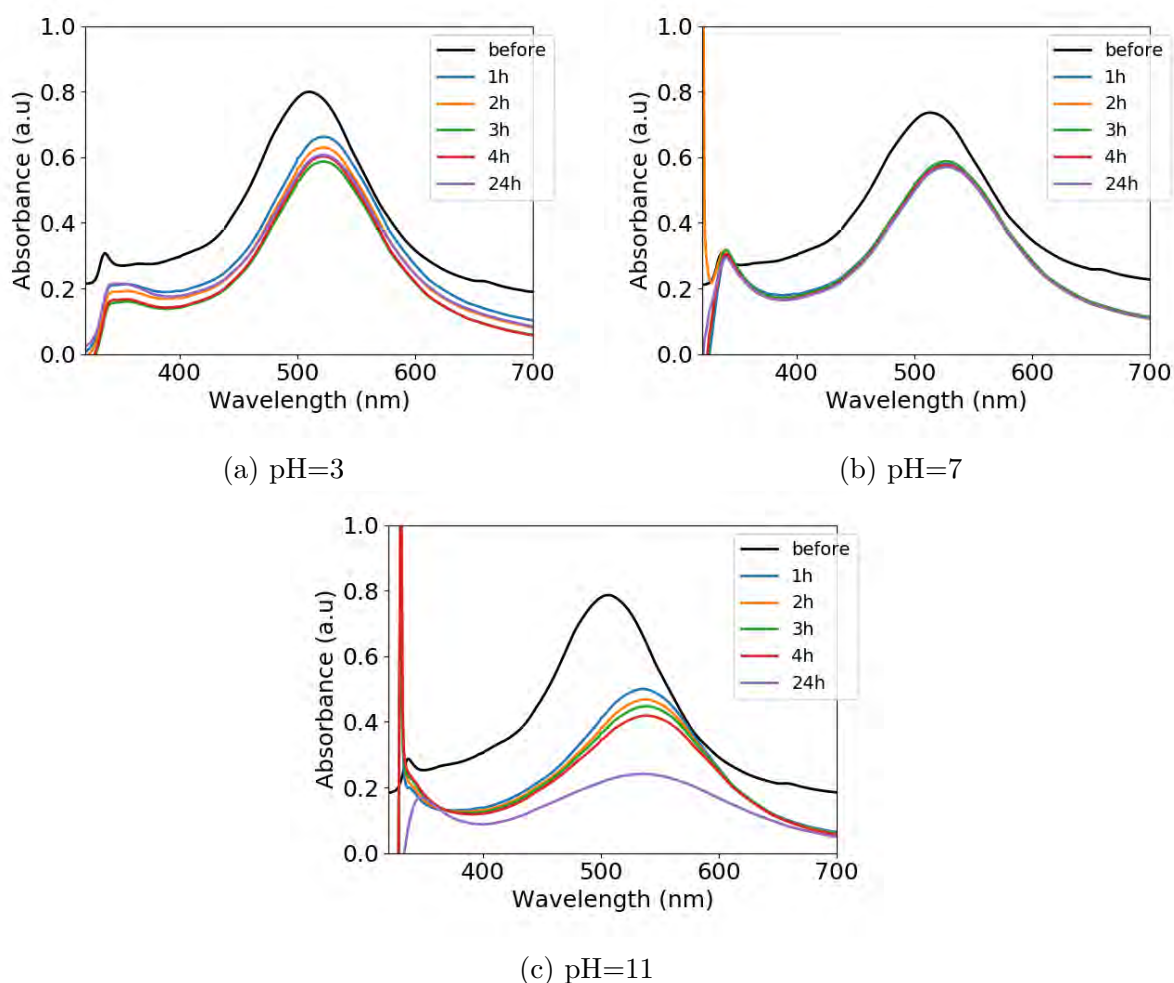 1.0
0.8
0.6
0.4
0.2
0.0
Absorbance (a.u)
400 500 600 700
Wavelength (nm)
before
1h
2h
3h
4h
24h
(a) pH=3
1.0
0.8
0.6
0.4
0.2
0.0
Absorbance (a.u)
400 500 600 700
Wavelength (nm)
before
1h
2h
3h
4h
24h
(b) pH=7
1.0
0.8
0.6
0.4
0.2
0.0
Absorbance (a.u)
400 500 600 700
Wavelength (nm)
before
1h
2h
3h
4h
24h
(c) pH=11